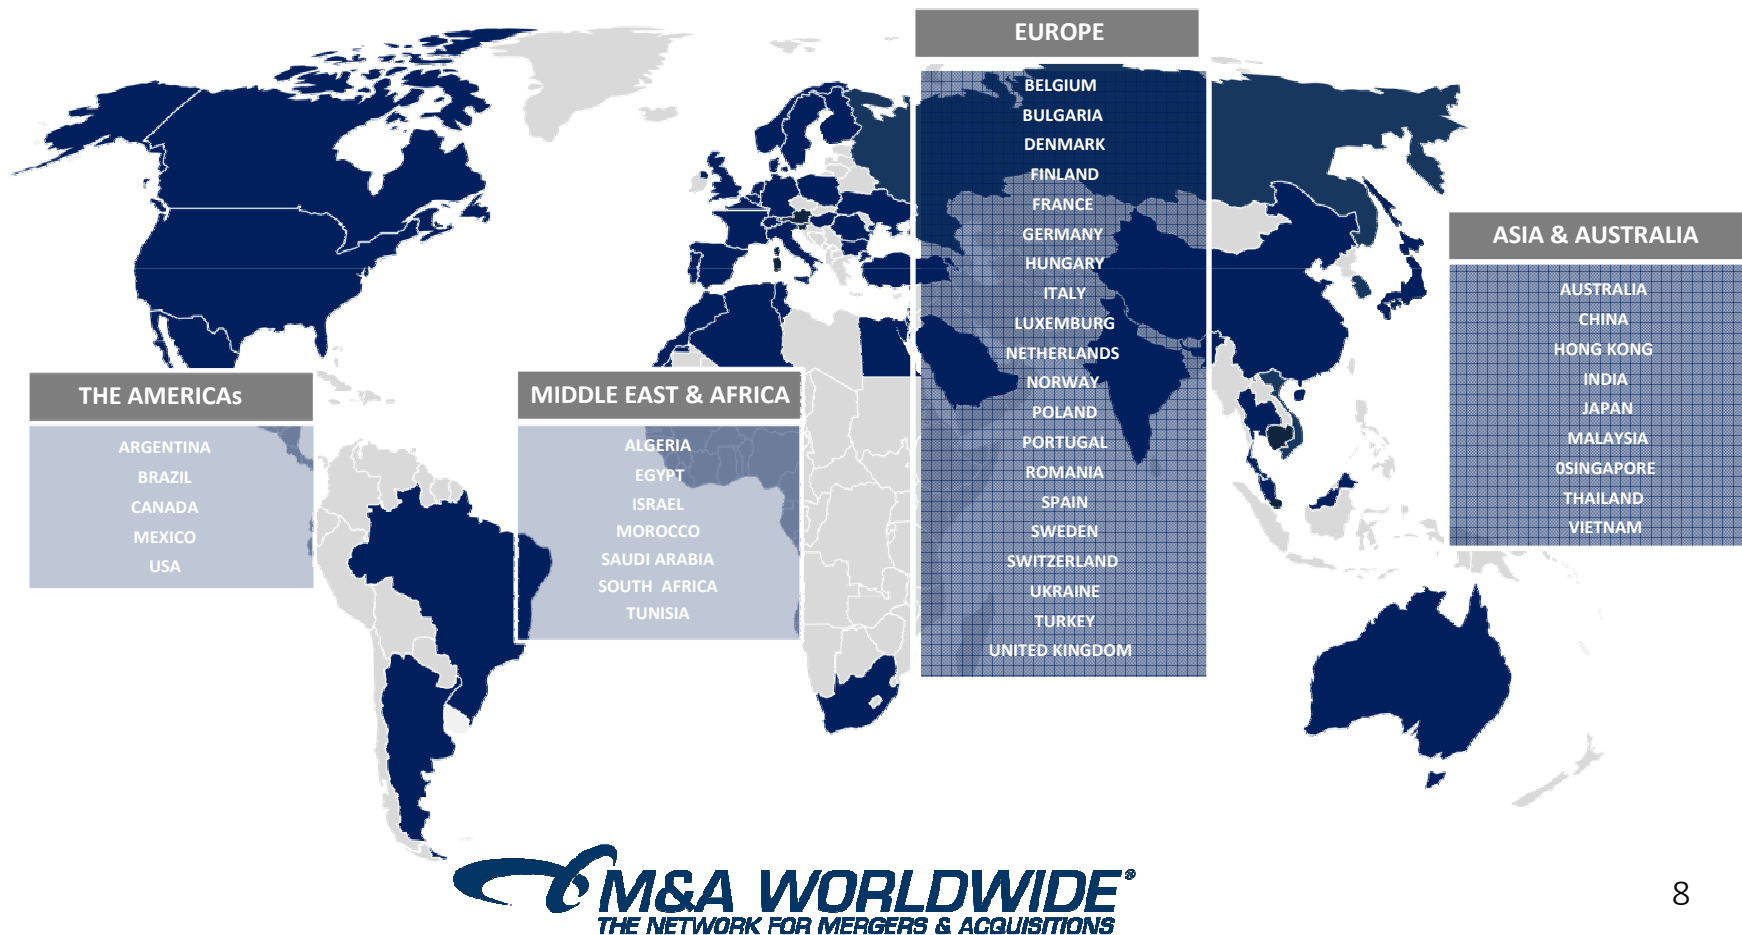 EUROPE
BELGIUM
BULGARIA
DENMARK
FINLAND
FRANCE
GERMANY
HUNGARY
ITALY
LUXEMBURG
NETHERLANDS
NORWAY
POLAND
PORTUGAL
ROMANIA
SPAIN
SWEDEN
SWITZERLAND
UKRAINE
TURKEY
UNITED KINGDOM
ASIA & AUSTRALIA
AUSTRALIA
CHINA
HONG KONG
INDIA
JAPAN
MALAYSIA
0SINGAPORE
THAILAND
VIETNAM
THE AMERICAs
ARGENTINA
BRAZIL
CANADA
MEXICO
USA
MIDDLE EAST & AFRICA
ALGERIA
EGYPT
ISRAEL
MOROCCO
SAUDI ARABIA
SOUTH  AFRICA
TUNISIA
M&A WORLDWIDE®
THE NETWORK FOR MERGERS & ACQUISITIONS
8